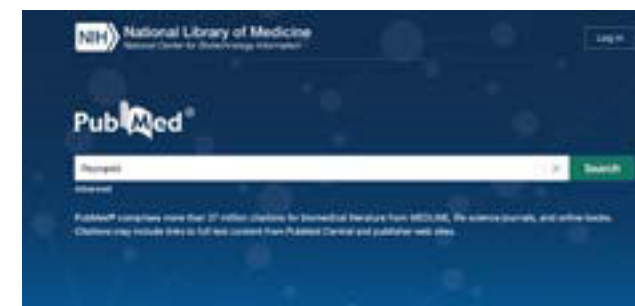 NIH National Library of Medicine
National Center for Biotechnology Information
Log in
PubMed®
Search
Advanced
PubMed® comprises more than 37 million citations for biomedical literature from MEDLINE, life science journals, and online books.
Citations may include links to full text content from PubMed Central and publisher web sites.